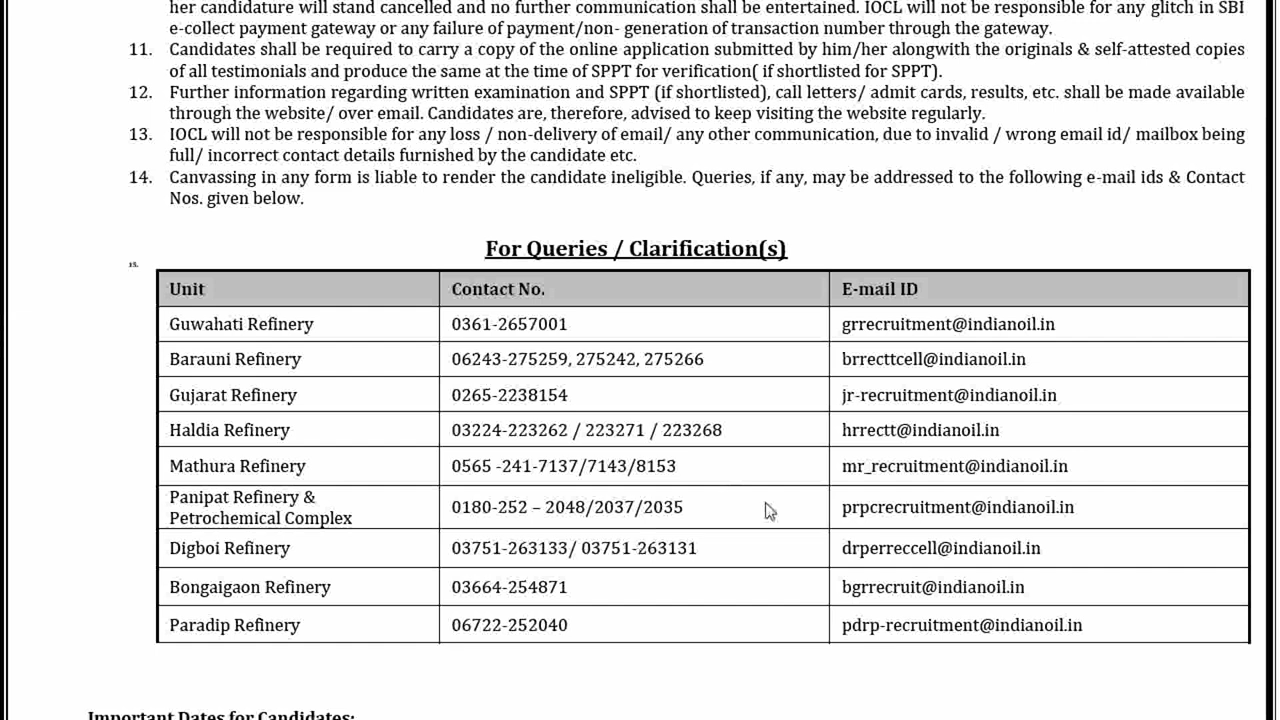 her candidature will stand cancelled and no further communication shall be entertained. IOCL will not be responsible for any glitch in SBI
e-collect payment gateway or any failure of payment/non- generation of transaction number through the gateway.
11. Candidates shall be required to carry a copy of the online application submitted by him/her alongwith the originals & self-attested copies
of all testimonials and produce the same at the time of SPPT for verification( if shortlisted for SPPT).
12. Further information regarding written examination and SPPT (if shortlisted), call letters/ admit cards, results, etc. shall be made available
through the website/ over email. Candidates are, therefore, advised to keep visiting the website regularly.
13. IOCL will not be responsible for any loss / non-delivery of email/ any other communication, due to invalid / wrong email id/ mailbox being
full/ incorrect contact details furnished by the candidate etc.
14. Canvassing in any form is liable to render the candidate ineligible. Queries, if any, may be addressed to the following e-mail ids & Contact
Nos. given below.
For Queries / Clarification(s)
15.
Unit Contact No. E-mail ID
Guwahati Refinery 0361-2657001 grrecruitment@indianoil.in
Barauni Refinery 06243-275259, 275242, 275266 brrecttcell@indianoil.in
Gujarat Refinery 0265-2238154 jr-recruitment@indianoil.in
Haldia Refinery 03224-223262 / 223271 / 223268 hrrectt@indianoil.in
Mathura Refinery 0565 -241-7137/7143/8153 mr_recruitment@indianoil.in
Panipat Refinery &
Petrochemical Complex 0180-252 – 2048/2037/2035 prpcrecruitment@indianoil.in
Digboi Refinery 03751-263133/ 03751-263131 drperreccell@indianoil.in
Bongaigaon Refinery 03664-254871 bgrrecruit@indianoil.in
Paradip Refinery 06722-252040 pdrp-recruitment@indianoil.in
Important Dates for Candidates: